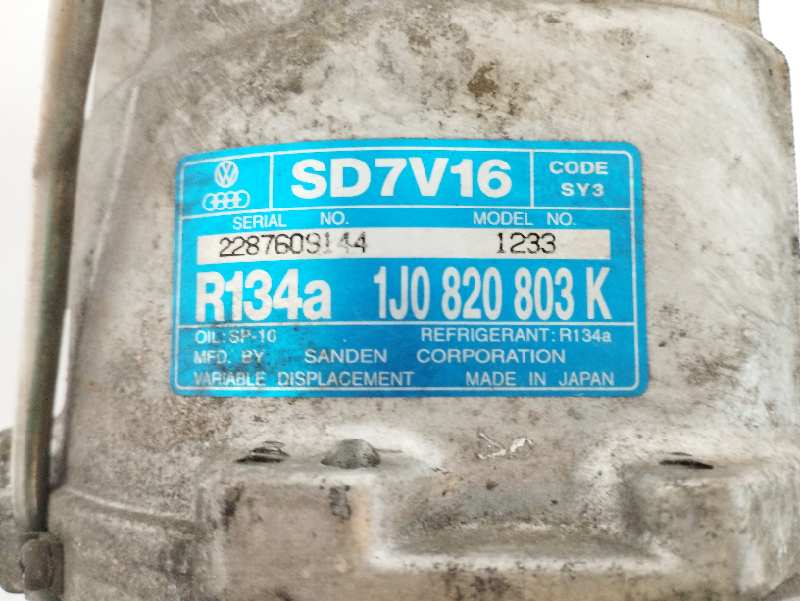 SD7V16 CODE
SY3
SERIAL NO. MODEL NO.
2287609144 1233
R134a 1J0 820 803 K
OIL: SP-10 REFRIGERANT: R134a
MFD. BY: SANDEN CORPORATION
VARIABLE DISPLACEMENT MADE IN JAPAN